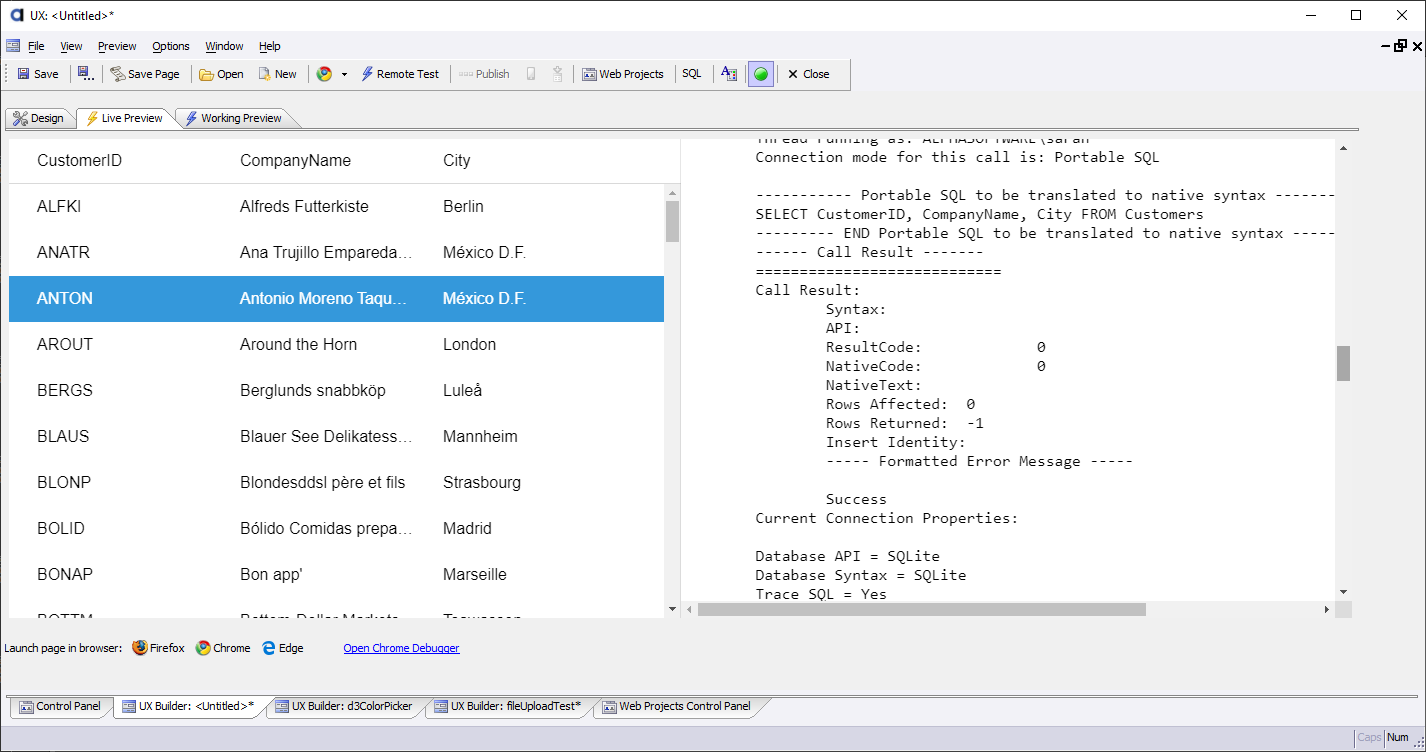 UX: <Untitled>*
File View Preview Options Window Help
Save Save Page Open New Remote Test Publish Web Projects SQL Close
Design Live Preview Working Preview
CustomerID CompanyName City
ALFKI Alfreds Futterkiste Berlin
ANATR Ana Trujillo Empareda... México D.F.
ANTON Antonio Moreno Taqu... México D.F.
AROUT Around the Horn London
BERGS Berglunds snabbköp Luleå
BLAUS Blauer See Delikatess... Mannheim
BLONP Blondesddsl père et fils Strasbourg
BOLID Bólido Comidas prepa... Madrid
BONAP Bon app' Marseille
BOTTM Bottom-Dollar Markets Tsawassen
Thread running as: ALPHASOFTWARE\sarah
Connection mode for this call is: Portable SQL
----------- Portable SQL to be translated to native syntax -------
SELECT CustomerID, CompanyName, City FROM Customers
--------- END Portable SQL to be translated to native syntax -----
------ Call Result -------
============================
Call Result:
Syntax:
API:
ResultCode: 0
NativeCode: 0
NativeText:
Rows Affected: 0
Rows Returned: -1
Insert Identity:
----- Formatted Error Message -----
Success
Current Connection Properties:
Database API = SQLite
Database Syntax = SQLite
Trace SQL = Yes
Launch page in browser: Firefox Chrome Edge Open Chrome Debugger
Control Panel UX Builder: <Untitled>* UX Builder: d3ColorPicker UX Builder: fileUploadTest* Web Projects Control Panel
Caps Num